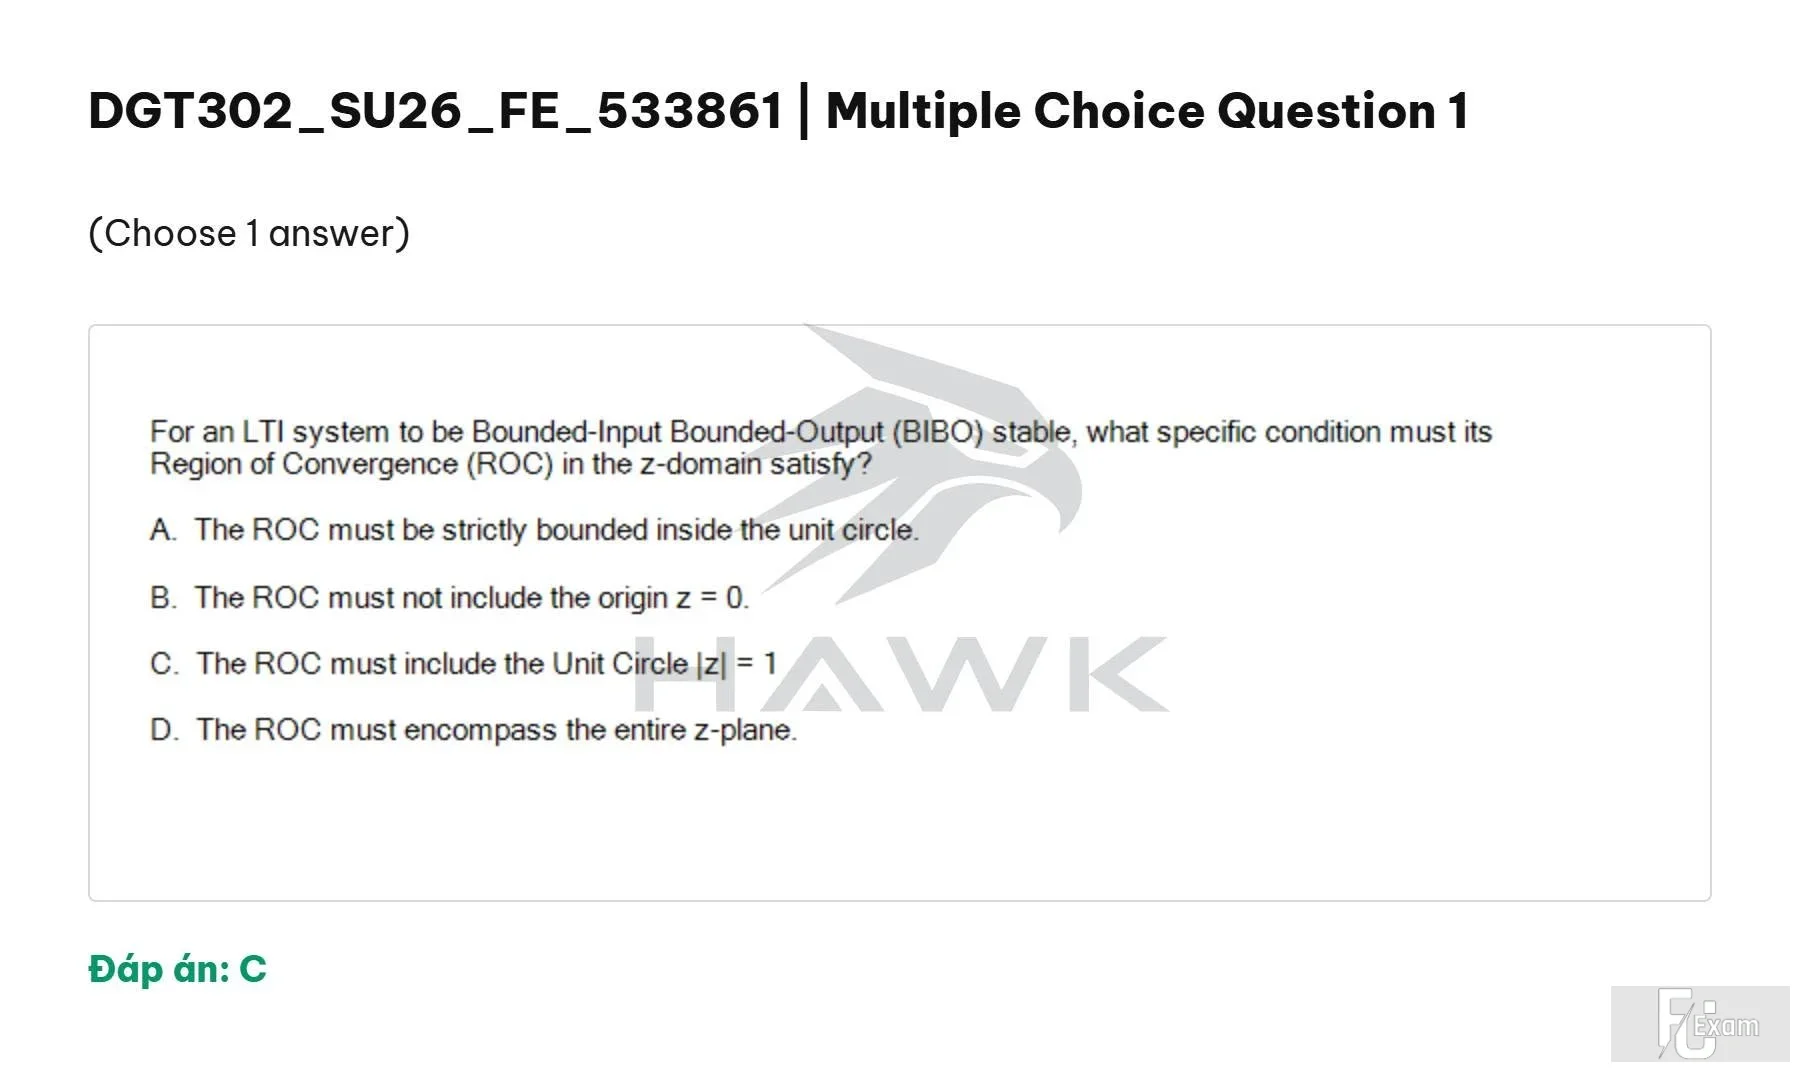 DGT302_SU26_FE_533861 | Multiple Choice Question 1
(Choose 1 answer)
For an LTI system to be Bounded-Input Bounded-Output (BIBO) stable, what specific condition must its
Region of Convergence (ROC) in the z-domain satisfy?
A. The ROC must be strictly bounded inside the unit circle.
B. The ROC must not include the origin z = 0.
C. The ROC must include the Unit Circle |z| = 1
D. The ROC must encompass the entire z-plane.
HAWK
Đáp án: C
Exam